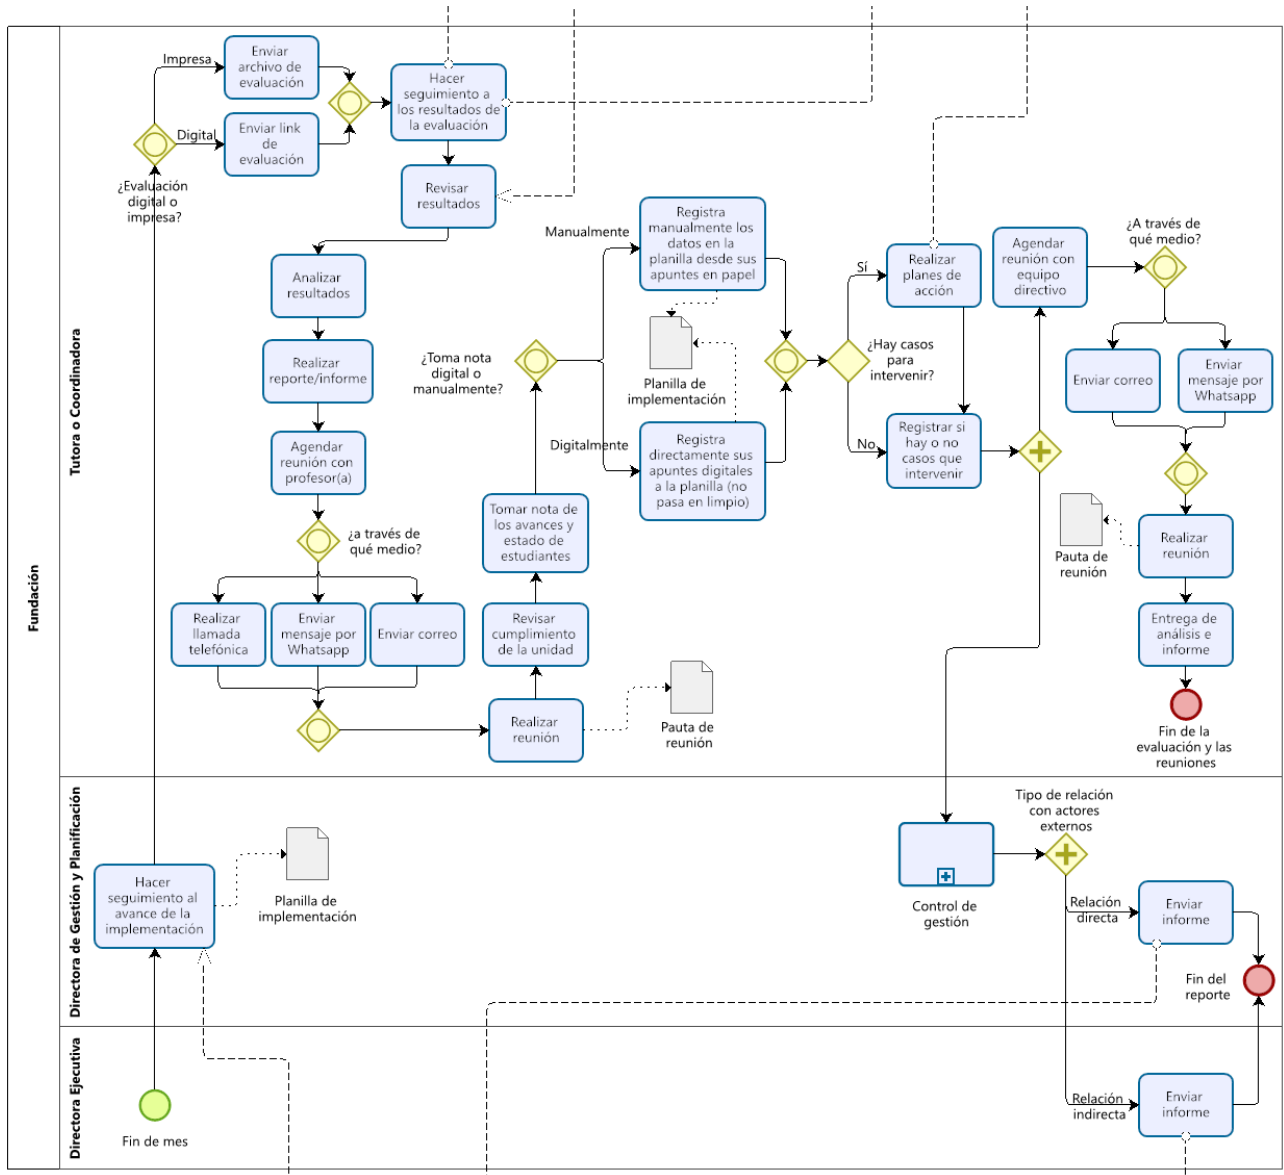 Fundación
Tutora o Coordinadora
Impresa
Enviar
archivo de
evaluación
Digital
Enviar link
de
evaluación
¿Evaluación
digital o
impresa?
Hacer
seguimiento a
los resultados de
la evaluación
Revisar
resultados
Analizar
resultados
Realizar
reporte/informe
Agendar
reunión con
profesor(a)
¿a través de
qué medio?
Realizar
llamada
telefónica
Enviar
mensaje por
Whatsapp
Enviar correo
Realizar
reunión
Pauta de
reunión
Revisar
cumplimiento
de la unidad
Tomar nota de
los avances y
estado de
estudiantes
¿Toma nota
digital o
manualmente?
Manualmente
Registra
manualmente los
datos en la
planilla desde sus
apuntes en papel
Planilla de
implementación
Digitalmente
Registra
directamente sus
apuntes digitales
a la planilla (no
pasa en limpio)
¿Hay casos
para
intervenir?
Sí
Realizar
planes de
acción
No
Registrar si
hay o no
casos que
intervenir
Agendar
reunión con
equipo
directivo
¿A través de
qué medio?
Enviar correo
Enviar
mensaje por
Whatsapp
Realizar
reunión
Pauta de
reunión
Entrega de
análisis e
informe
Fin de la
evaluación y las
reuniones
Directora de Gestión y Planificación
Hacer
seguimiento al
avance de la
implementación
Planilla de
implementación
Control de
gestión
Tipo de relación
con actores
externos
Relación
directa
Enviar
informe
Fin del
reporte
Directora Ejecutiva
Fin de mes
Relación
indirecta
Enviar
informe